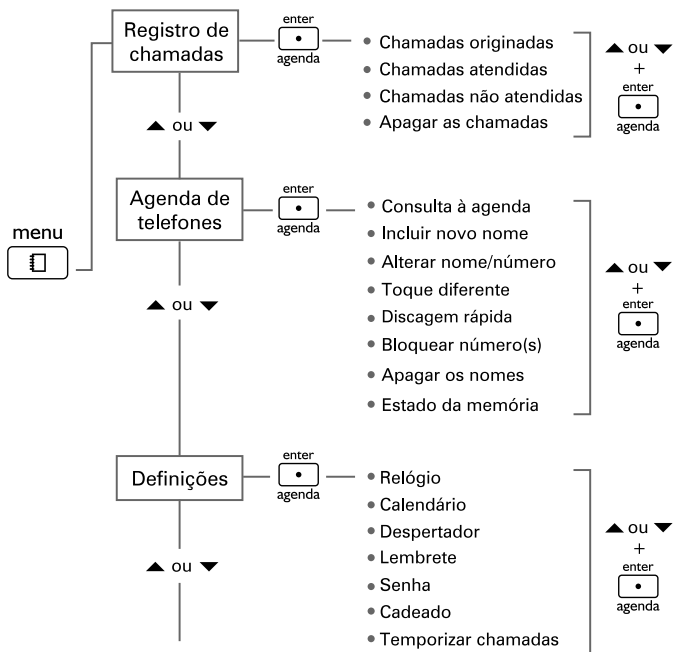 menu
Registro de
chamadas
enter
agenda
Chamadas originadas
Chamadas atendidas
Chamadas não atendidas
Apagar as chamadas
ou
+
enter
agenda
ou
Agenda de
telefones
enter
agenda
Consulta à agenda
Incluir novo nome
Alterar nome/número
Toque diferente
Discagem rápida
Bloquear número(s)
Apagar os nomes
Estado da memória
ou
+
enter
agenda
ou
Definições
enter
agenda
Relógio
Calendário
Despertador
Lembrete
Senha
Cadeado
Temporizar chamadas
ou
+
enter
agenda
ou